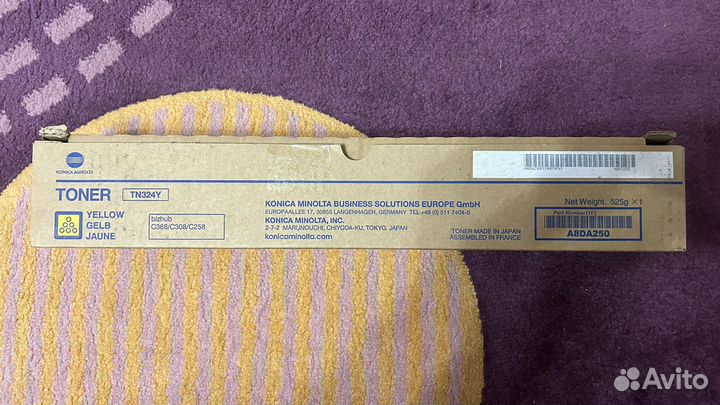 KONICA MINOLTA
TONER TN324Y
YELLOW
GELB
JAUNE
bizhub
C368/C308/C258
KONICA MINOLTA BUSINESS SOLUTIONS EUROPE GmbH
EUROPAALLEE 17, 30855 LANGENHAGEN, GERMANY TEL +49 (0) 511 7404-0
KONICA MINOLTA, INC.
2-7-2 MARUNOUCHI, CHIYODA-KU, TOKYO, JAPAN
konicaminolta.com
TONER MADE IN JAPAN
ASSEMBLED IN FRANCE
Net Weight. 525g ×1
Part Number(1P)
A8DA250
Avito